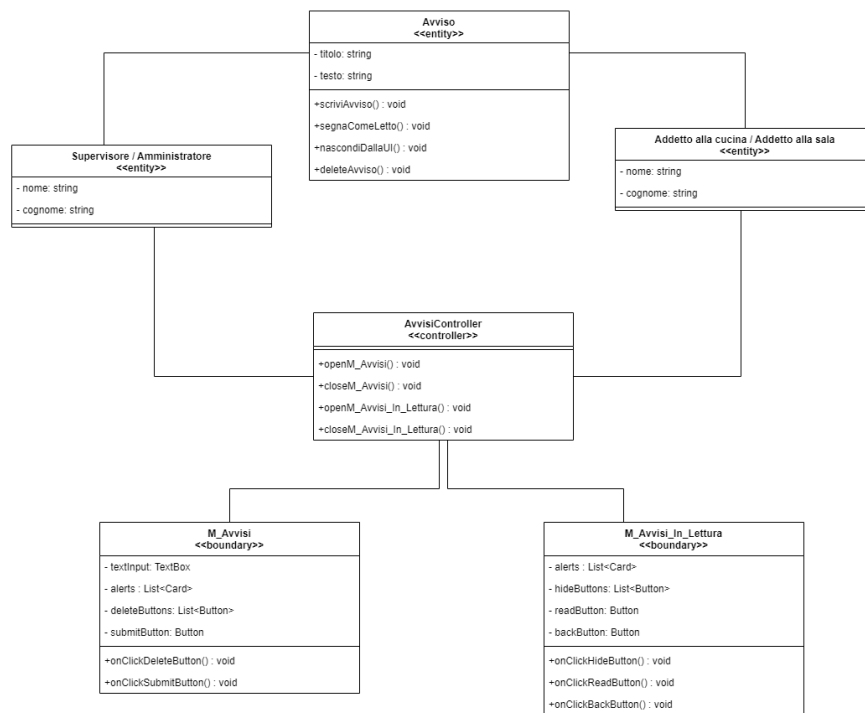 Avviso
<<entity>>
- titolo: string
- testo: string
+scriviAvviso() : void
+segnaComeLetto() : void
+nascondiDallaUI() : void
+deleteAvviso() : void
Supervisore / Amministratore
<<entity>>
- nome: string
- cognome: string
Addetto alla cucina / Addetto alla sala
<<entity>>
- nome: string
- cognome: string
AvvisiController
<<controller>>
+openM_Avvisi() : void
+closeM_Avvisi() : void
+openM_Avvisi_In_Lettura() : void
+closeM_Avvisi_In_Lettura() : void
M_Avvisi
<<boundary>>
- textInput: TextBox
- alerts : List<Card>
- deleteButtons: List<Button>
- submitButton: Button
+onClickDeleteButton() : void
+onClickSubmitButton() : void
M_Avvisi_In_Lettura
<<boundary>>
- alerts : List<Card>
- hideButtons: List<Button>
- readButton: Button
- backButton: Button
+onClickHideButton() : void
+onClickReadButton() : void
+onClickBackButton() : void